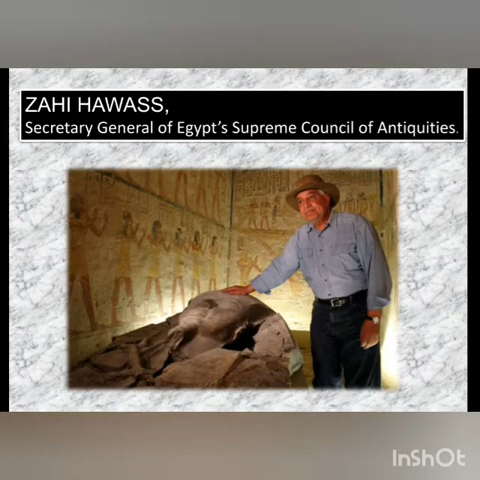 ZAHI HAWASS,
Secretary General of Egypt's Supreme Council of Antiquities.
InShOt